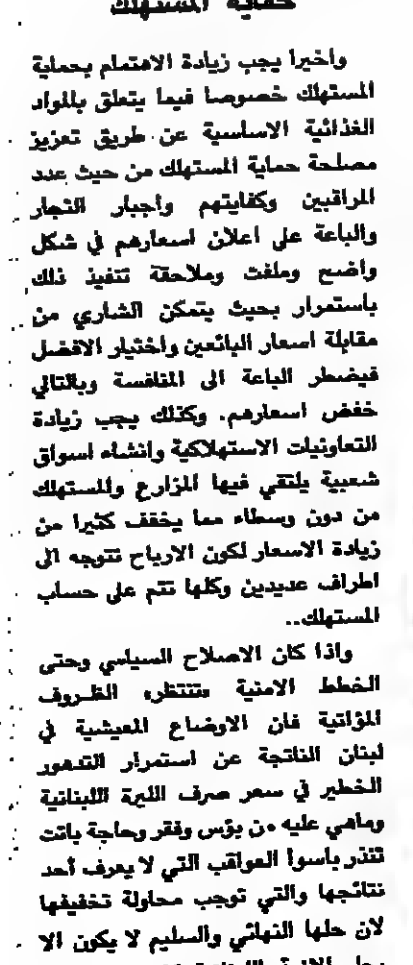 حماية المستهلك
واخيرا يجب زيادة الاهتمام بحماية
المستهلك خصوصا فيما يتعلق بالمواد
الغذائية الاساسية عن طريق تعزيز
مصلحة حماية المستهلك من حيث عدد
المراقبين وكفايتهم واجبار التجار
والباعة على اعلان اسعارهم في شكل
واضح وملفت وملاحقة تنفيذ ذلك
باستمرار بحيث يتمكن الشاري من
مقابلة اسعار البائعين واختيار الافضل
فيضطر الباعة الى المنافسة وبالتالي
خفض اسعارهم. وكذلك يجب زيادة
التعاونيات الاستهلاكية وانشاء اسواق
شعبية يلتقي فيها المزارع والمستهلك
من دون وسطاء مما يخفف كثيرا من
زيادة الاسعار لكون الارباح تتوجه الى
اطراف عديدين وكلها تتم على حساب
المستهلك..
واذا كان الاصلاح السياسي وحتى
الخطط الامنية «تنتظر» الظروف
المؤاتية فان الاوضاع المعيشية في
لبنان الناتجة عن استمرار التدهور
الخطير في سعر صرف الليرة اللبنانية
وماهي عليه من بؤس وفقر وحاجة باتت
تنذر بأسوأ العواقب التي لا يعرف أحد
نتائجها والتي توجب محاولة تخفيفها
لان حلها النهائي والسليم لا يكون الا